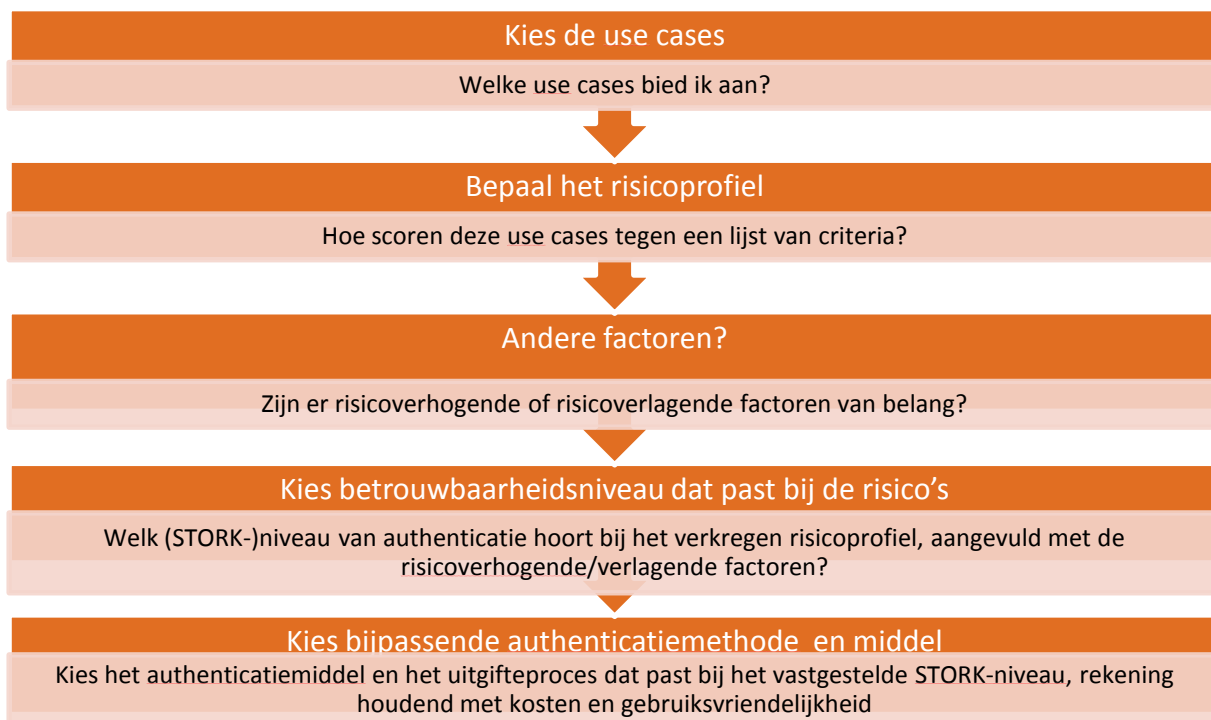 Kies de use cases
Welke use cases bied ik aan?
Bepaal het risicoprofiel
Hoe scoren deze use cases tegen een lijst van criteria?
Andere factoren?
Zijn er risicoverhogende of risicoverlagende factoren van belang?
Kies betrouwbaarheidsniveau dat past bij de risico’s
Welk (STORK-)niveau van authenticatie hoort bij het verkregen risicoprofiel, aangevuld met de
risicoverhogende/verlagende factoren?
Kies bijpassende authenticatiemethode en middel
Kies het authenticatiemiddel en het uitgifteproces dat past bij het vastgestelde STORK-niveau, rekening
houdend met kosten en gebruiksvriendelijkheid